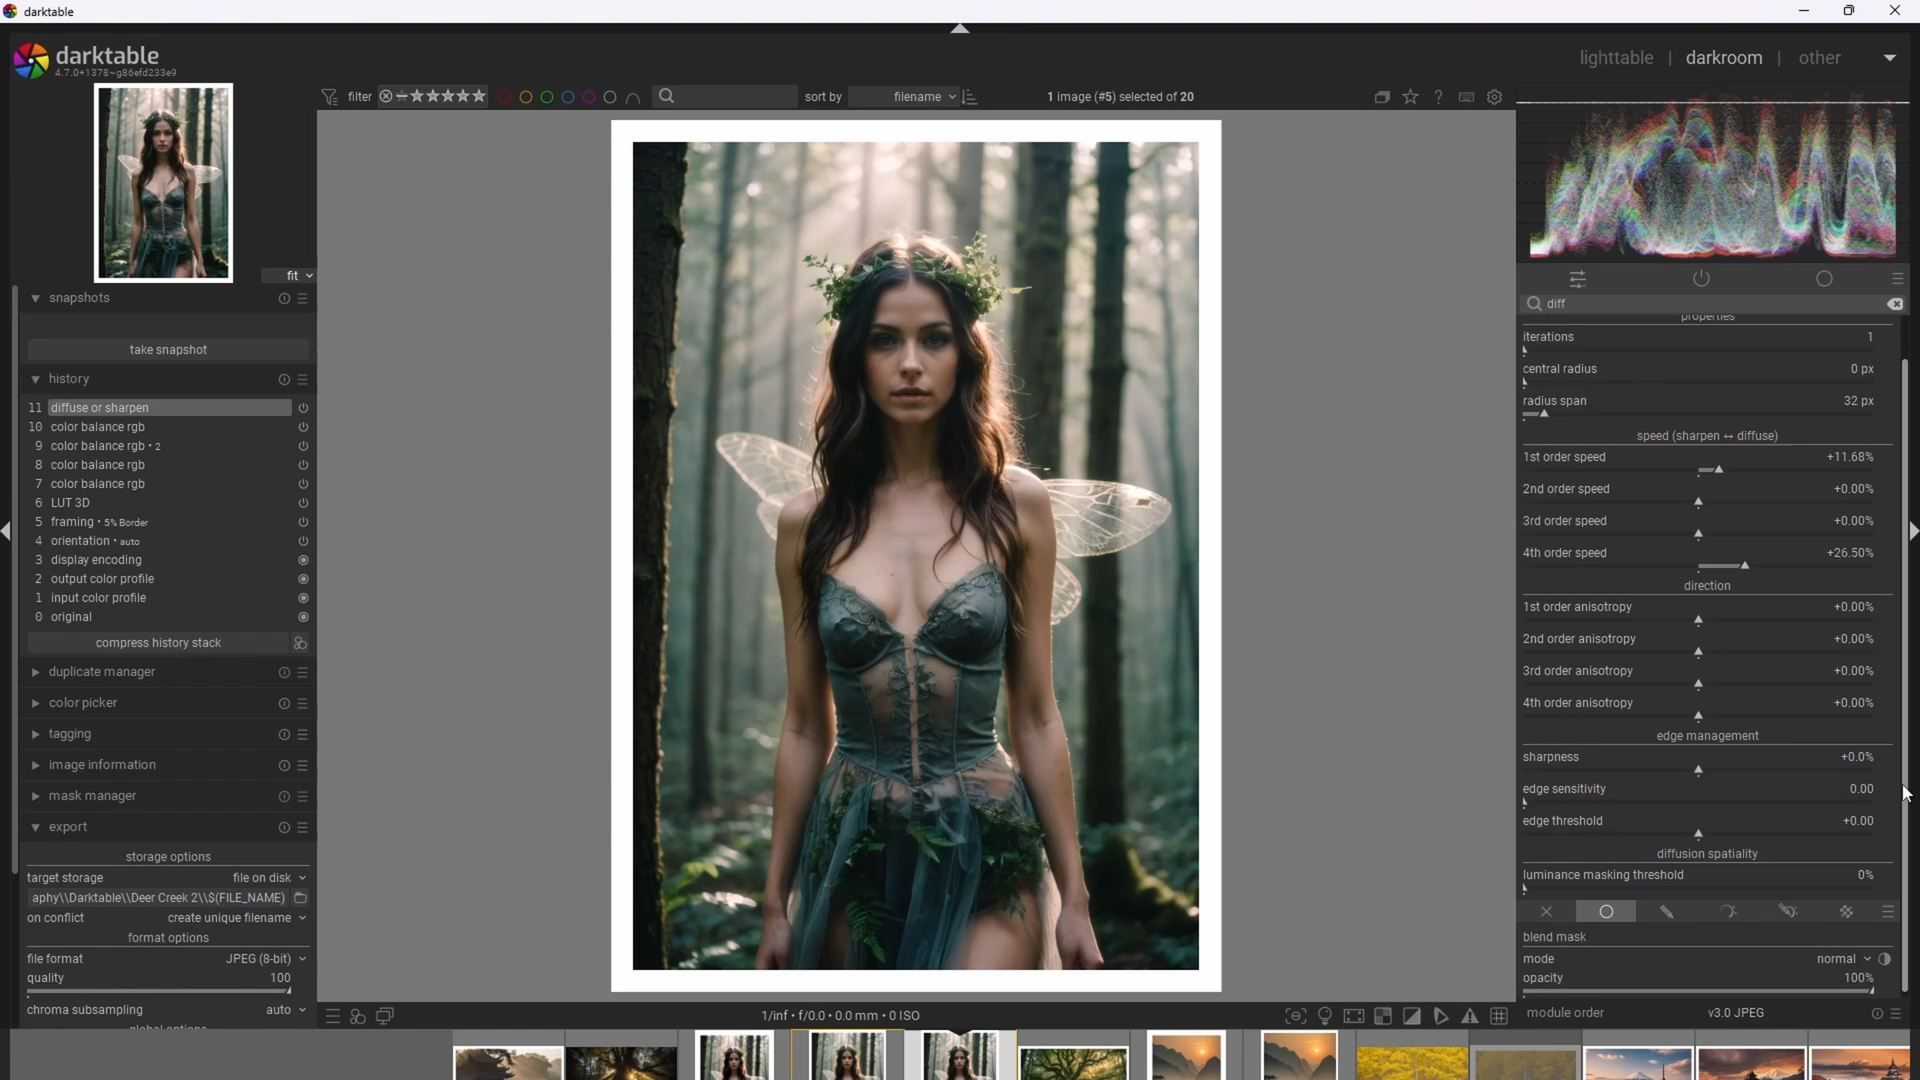 darktable
darktable
4.7.0+1378~g86efd233e9
lighttable | darkroom | other
filter
sort by filename
1 image (#5) selected of 20
?
fit
snapshots
take snapshot
history
11 diffuse or sharpen
10 color balance rgb
9 color balance rgb • 2
8 color balance rgb
7 color balance rgb
6 LUT 3D
5 framing • 5% Border
4 orientation • auto
3 display encoding
2 output color profile
1 input color profile
0 original
compress history stack
duplicate manager
color picker
tagging
image information
mask manager
export
storage options
target storage file on disk
aphy\\Darktable\\Deer Creek 2\\$(FILE_NAME)
on conflict create unique filename
format options
file format JPEG (8-bit)
quality 100
chroma subsampling auto
global options
1/inf • f/0.0 • 0.0 mm • 0 ISO
diff
properties
iterations 1
central radius 0 px
radius span 32 px
speed (sharpen ↔ diffuse)
1st order speed +11.68%
2nd order speed +0.00%
3rd order speed +0.00%
4th order speed +26.50%
direction
1st order anisotropy +0.00%
2nd order anisotropy +0.00%
3rd order anisotropy +0.00%
4th order anisotropy +0.00%
edge management
sharpness +0.0%
edge sensitivity 0.00
edge threshold +0.00
diffusion spatiality
luminance masking threshold 0%
blend mask
mode normal
opacity 100%
module order v3.0 JPEG